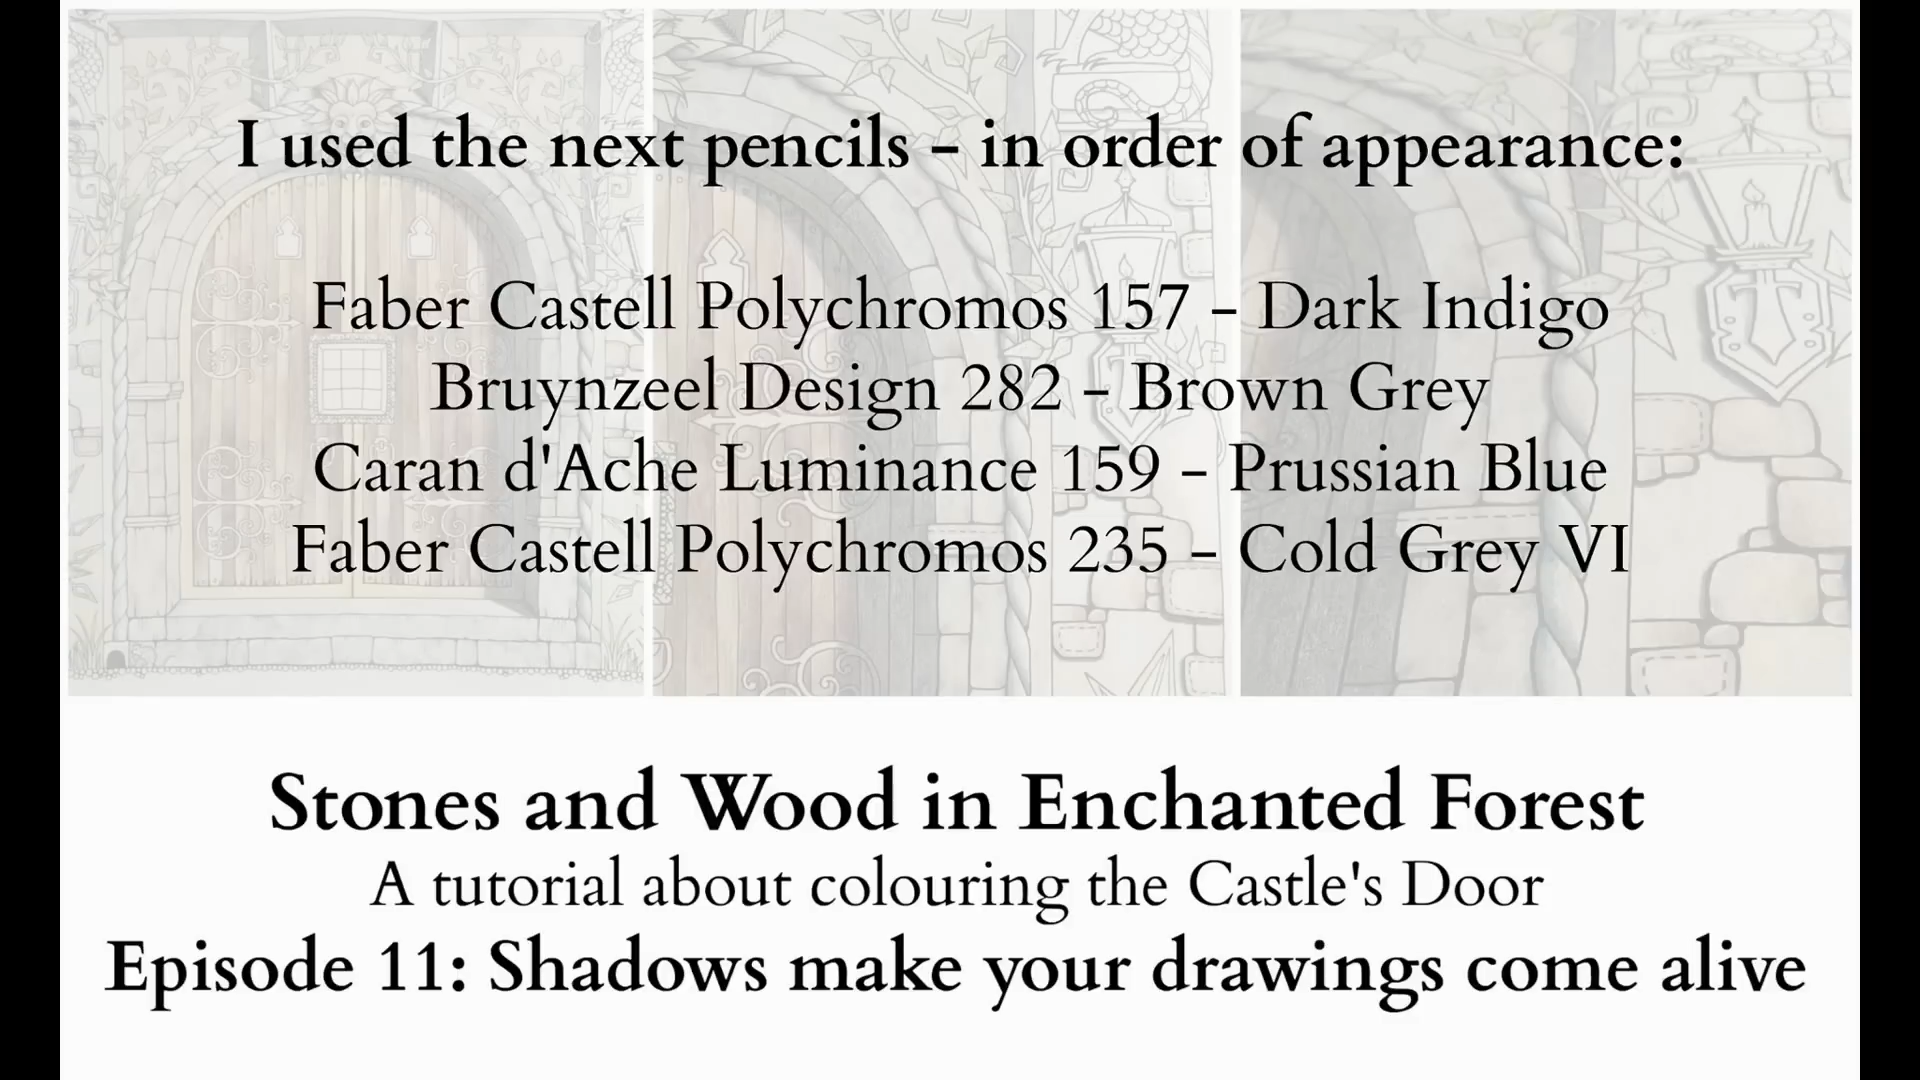 I used the next pencils - in order of appearance:
Faber Castell Polychromos 157 - Dark Indigo
Bruynzeel Design 282 - Brown Grey
Caran d'Ache Luminance 159 - Prussian Blue
Faber Castell Polychromos 235 - Cold Grey VI
Stones and Wood in Enchanted Forest
A tutorial about colouring the Castle's Door
Episode 11: Shadows make your drawings come alive